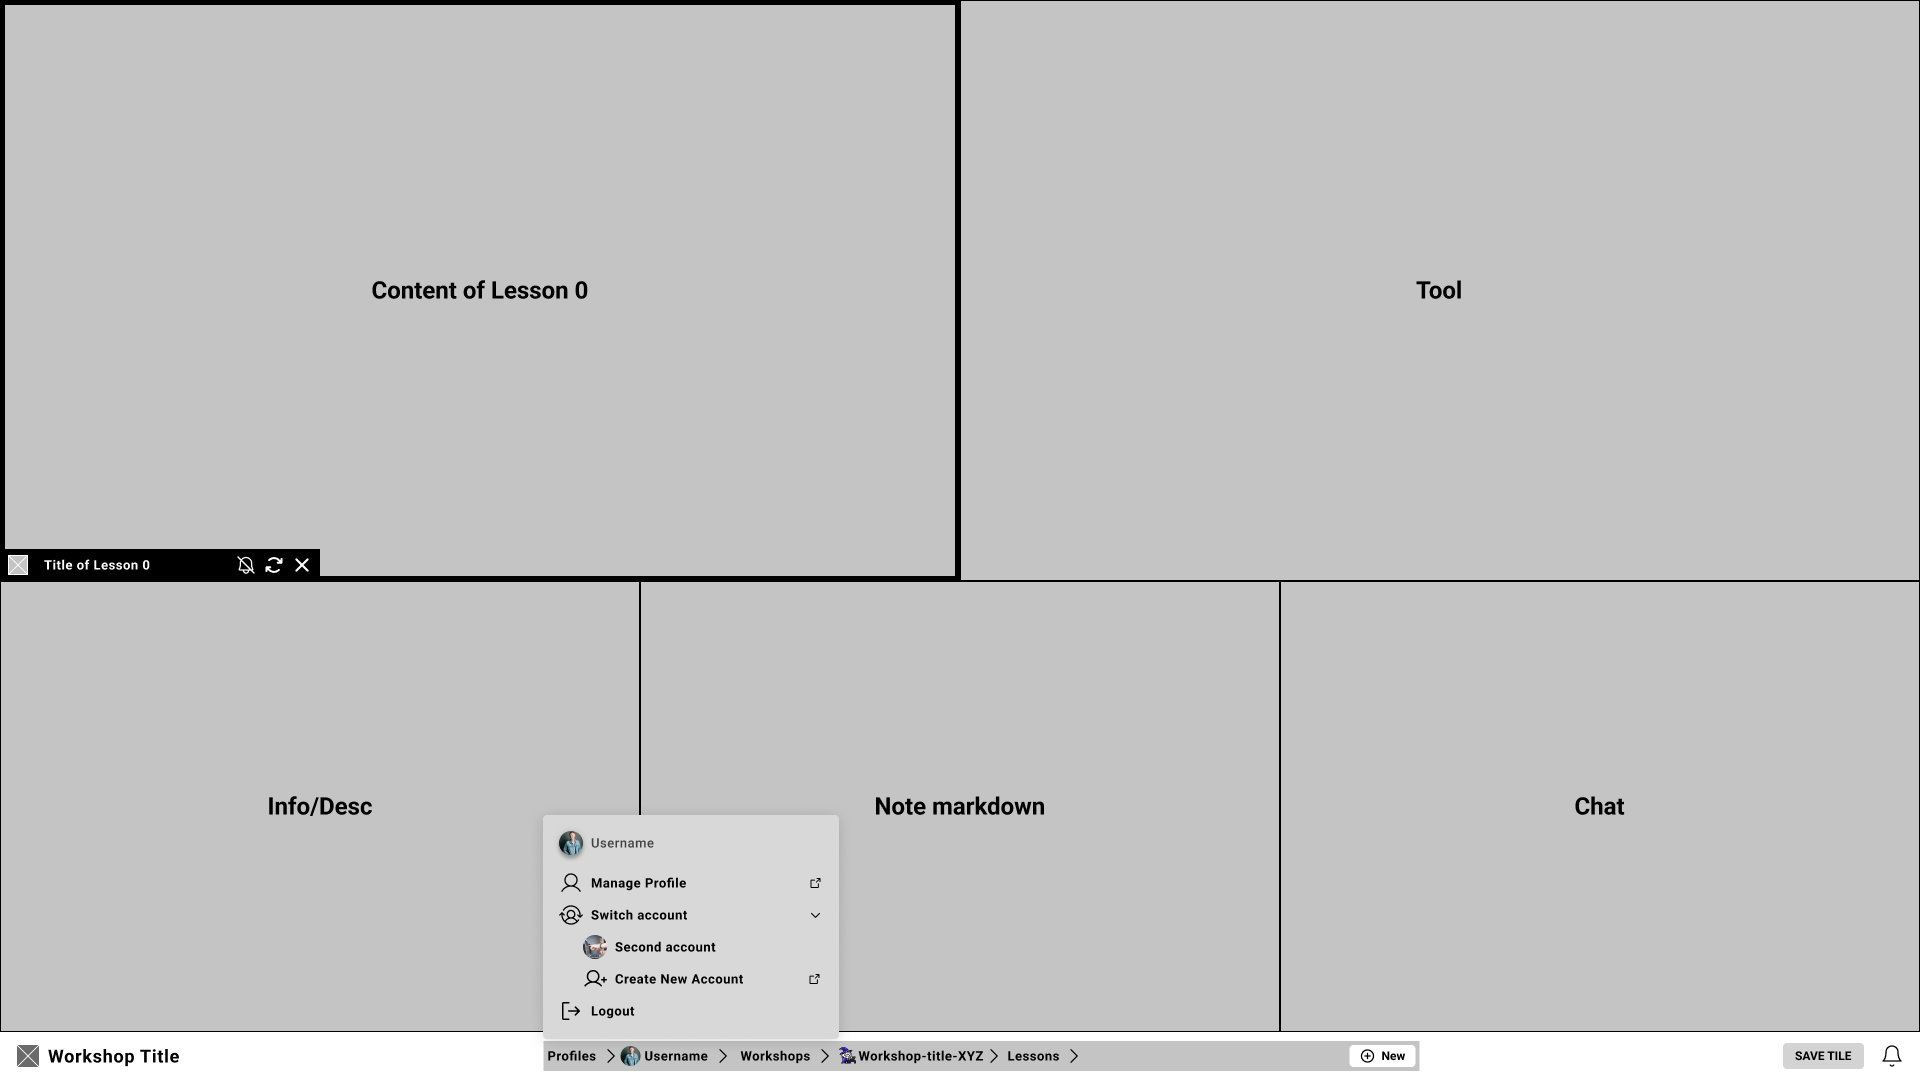 Content of Lesson 0
Tool
Title of Lesson 0
Info/Desc
Note markdown
Chat
Username
Manage Profile
Switch account
Second account
Create New Account
Logout
Workshop Title
Profiles
Username
Workshops
Workshop-title-XYZ
Lessons
New
SAVE TILE